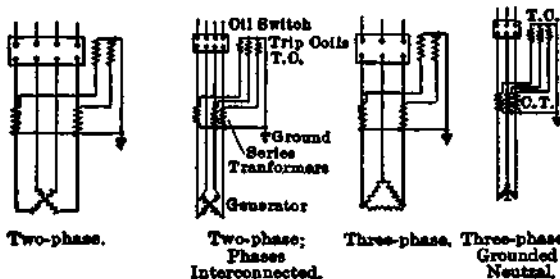 Oil Switch
Trip Coils
T.C.
Ground
Series
Tranformers
Generator
T.C.
C.T.
Two-phase.
Two-phase;
Phases
Interconnected.
Three-phase.
Three-phase
Grounded
Neutral